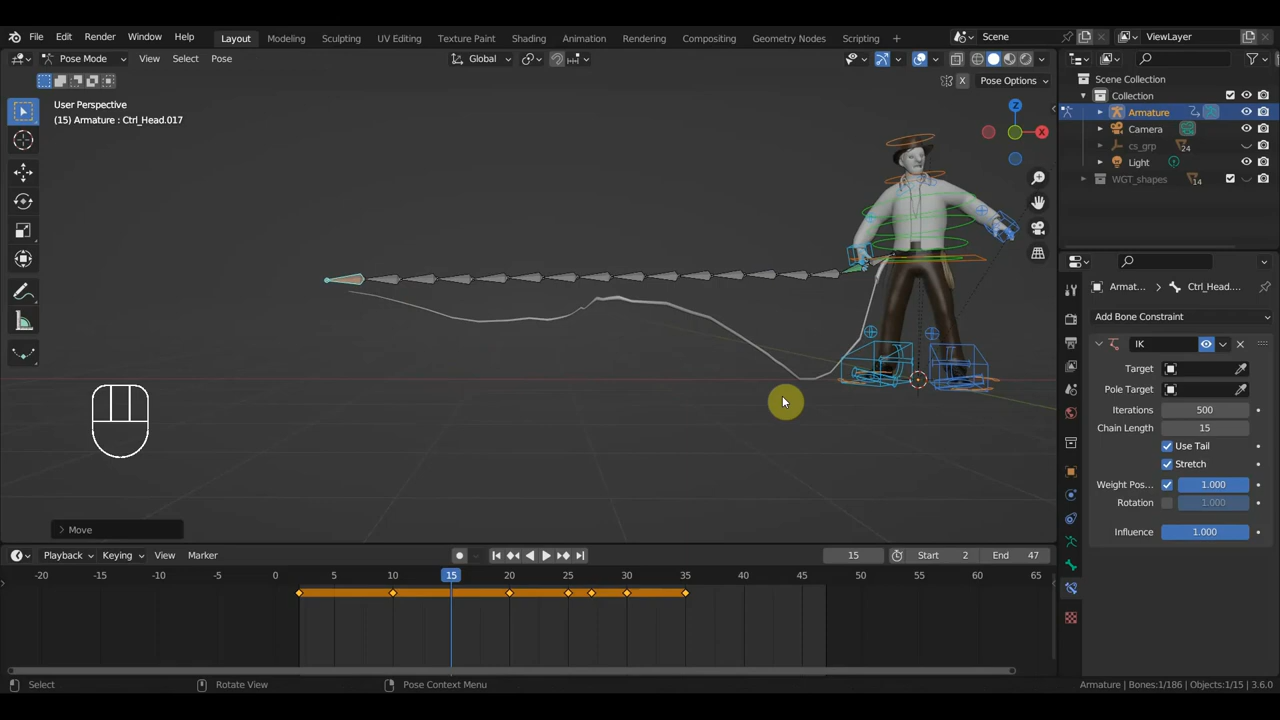 File Edit Render Window Help Layout Modeling Sculpting UV Editing Texture Paint Shading Animation Rendering Compositing Geometry Nodes Scripting + Scene ViewLayer
Pose Mode View Select Pose Global
X Pose Options
User Perspective
(15) Armature : Ctrl_Head.017
Z
X
Move
Scene Collection
Collection
Armature
Camera
cs_grp 24
Light
WGT_shapes 14
Armat... Ctrl_Head....
Add Bone Constraint
IK
Target
Pole Target
Iterations 500
Chain Length 15
Use Tail
Stretch
Weight Pos... 1.000
Rotation 1.000
Influence 1.000
Playback Keying View Marker 15 Start 2 End 47
-20 -15 -10 -5 0 5 10 15 20 25 30 35 40 45 50 55 60 65
Select Rotate View Pose Context Menu Armature | Bones:1/186 | Objects:1/15 | 3.6.0